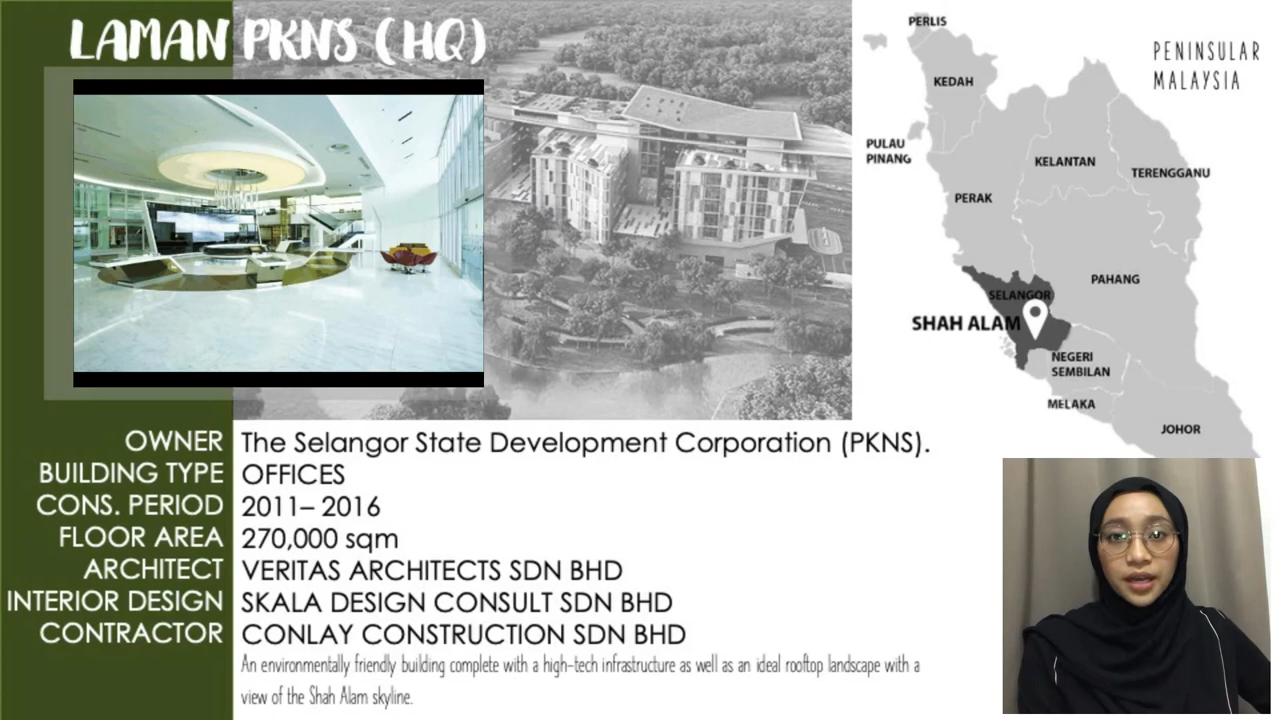 LAMAN PKNS (HQ)
PENINSULAR
MALAYSIA
PERLIS
KEDAH
PULAU
PINANG
KELANTAN
TERENGGANU
PERAK
PAHANG
SELANGOR
SHAH ALAM
NEGERI
SEMBILAN
MELAKA
JOHOR
OWNER The Selangor State Development Corporation (PKNS).
BUILDING TYPE OFFICES
CONS. PERIOD 2011– 2016
FLOOR AREA 270,000 sqm
ARCHITECT VERITAS ARCHITECTS SDN BHD
INTERIOR DESIGN SKALA DESIGN CONSULT SDN BHD
CONTRACTOR CONLAY CONSTRUCTION SDN BHD
An environmentally friendly building complete with a high-tech infrastructure as well as an ideal rooftop landscape with a
view of the Shah Alam skyline.